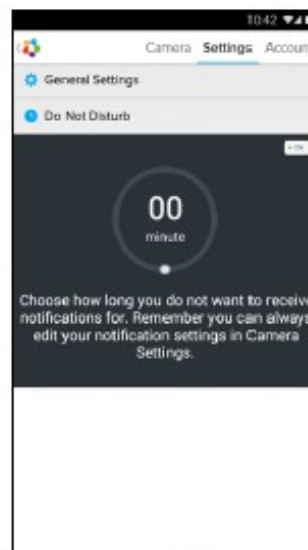 10:42
Camera Settings Accoun
General Settings
Do Not Disturb
ON
00
minute
Choose how long you do not want to receive
notifications for. Remember you can always
edit your notification settings in Camera
Settings.